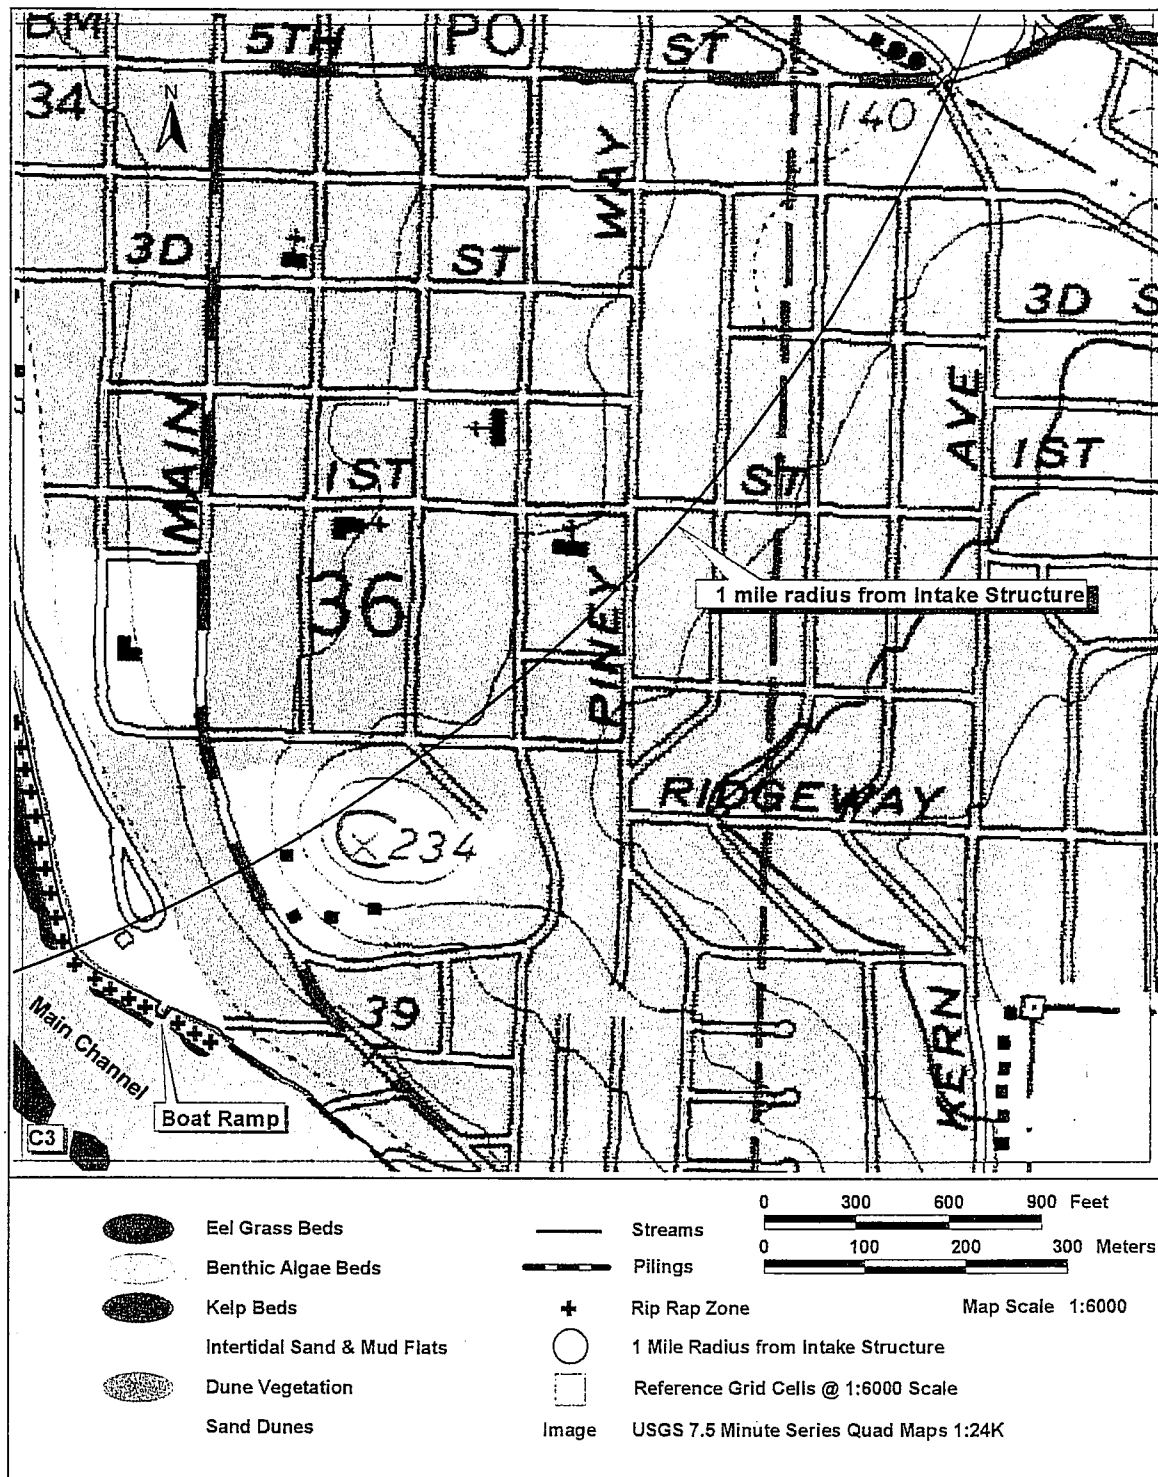 BM
5TH
PO
ST
34
N
140
WAY
3D
ST
3D S
MAIN
AVE
1ST
ST
1ST
36
1 mile radius from Intake Structure
PINEY
RIDGEWAY
234
39
KERN
Main Channel
Boat Ramp
C3
Eel Grass Beds
Benthic Algae Beds
Kelp Beds
Intertidal Sand & Mud Flats
Dune Vegetation
Sand Dunes
Streams
Pilings
Rip Rap Zone
1 Mile Radius from Intake Structure
Reference Grid Cells @ 1:6000 Scale
Image USGS 7.5 Minute Series Quad Maps 1:24K
0 300 600 900 Feet
0 100 200 300 Meters
Map Scale 1:6000